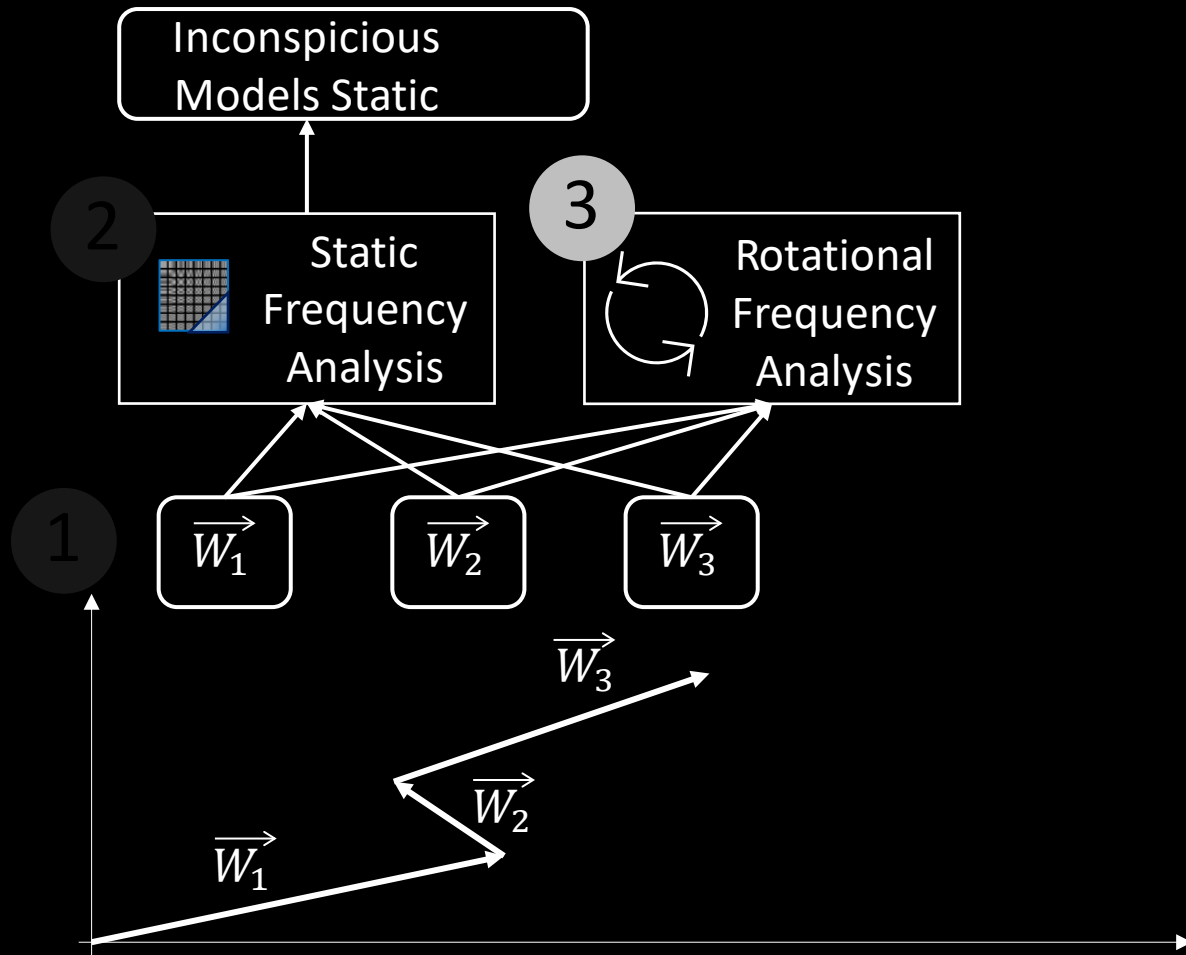 Inconspicious
Models Static
2
Static
Frequency
Analysis
3
Rotational
Frequency
Analysis
1
W₁
W₂
W₃
W₃
W₂
W₁